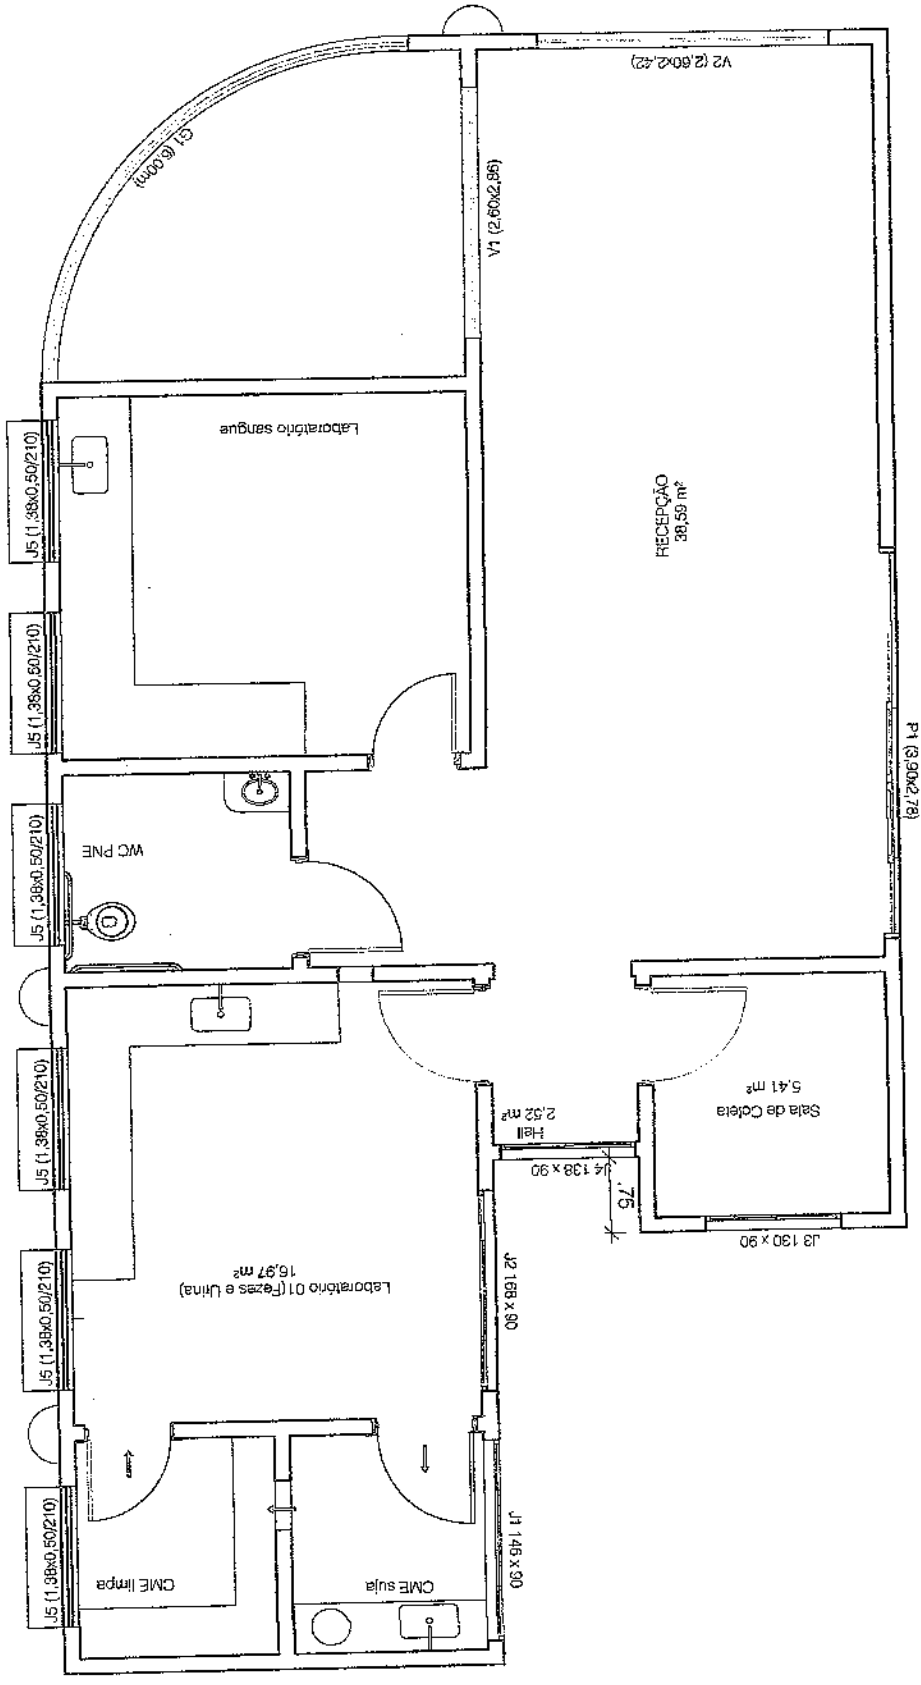 V2 (2,60x2,42)
G1 (6,00m)
V1 (2,60x2,86)
Laboratório sangue
J5 (1,38x0,50/210)
RECEPÇÃO
38,59 m²
J5 (1,38x0,50/210)
P1 (3,90x2,78)
WC PNE
J5 (1,38x0,50/210)
J5 (1,38x0,50/210)
Sala de Coleta
5,41 m²
Hall
2,52 m²
J4 138 x 90
,75
J3 130 x 90
Laboratório 01(Fezes e Urina)
16,97 m²
J2 168 x 90
J5 (1,38x0,50/210)
J1 146 x 90
J5 (1,38x0,50/210)
CME limpa
CME suja